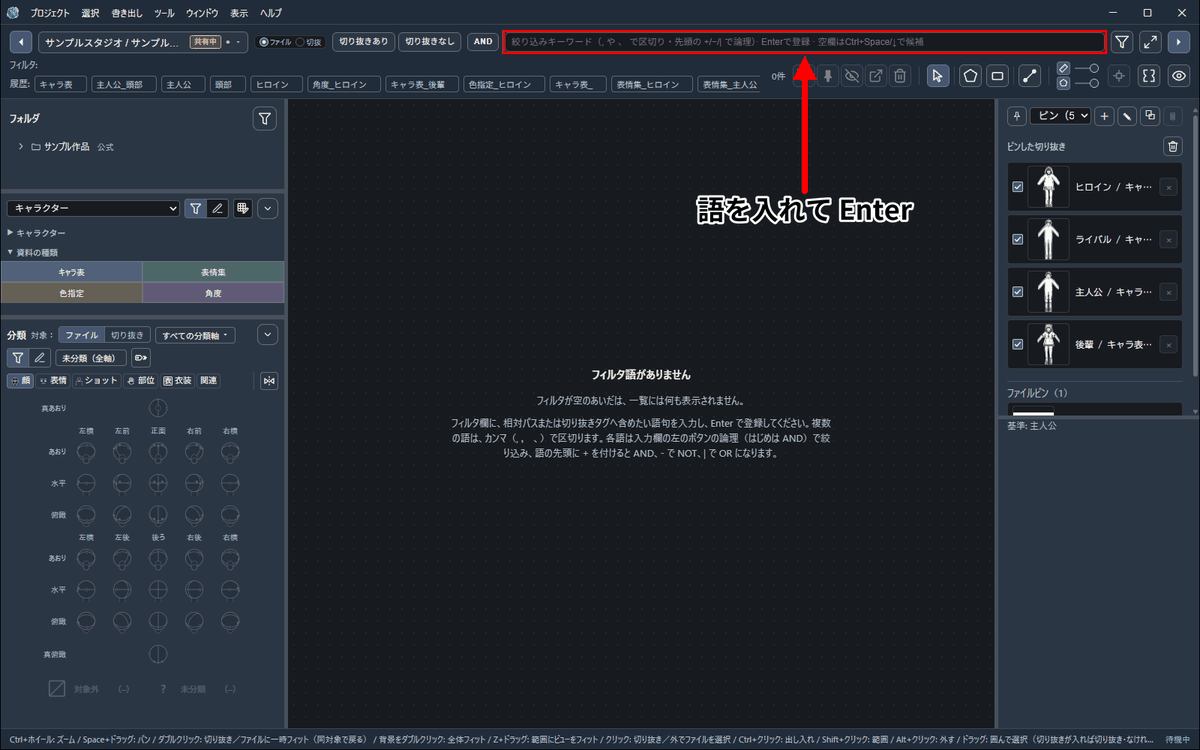 プロジェクト 選択 書き出し ツール ウィンドウ 表示 ヘルプ
サンプルスタジオ / サンプル... 共有中 ファイル 切抜 切り抜きあり 切り抜きなし AND 絞り込みキーワード（, や 、 で区切り・先頭の +/-/| で論理）· Enterで登録 · 空欄はCtrl+Space/↓で候補
フィルタ:
履歴: キャラ表 主人公_頭部 主人公 頭部 ヒロイン 角度_ヒロイン キャラ表_後輩 色指定_ヒロイン キャラ表_ 表情集_ヒロイン 表情集_主人公 0件
語を入れて Enter
フォルダ
サンプル作品 公式
キャラクター
キャラクター
資料の種類
キャラ表 表情集
色指定 角度
分類 対象： ファイル 切り抜き すべての分類軸
未分類（全軸）
顔 表情 ショット 部位 衣装 関連
真あおり
左横 左前 正面 右前 右横
あおり
水平
俯瞰
左横 左後 後ろ 右後 右横
あおり
水平
俯瞰
真俯瞰
対象外 (–) ? 未分類 (–)
フィルタ語がありません
フィルタが空のあいだは、一覧には何も表示されません。
フィルタ欄に、相対パスまたは切り抜きタグへ含めたい語句を入力し、Enter で登録してください。複数
の語は、カンマ（, ， 、）で区切ります。各語は入力欄の左のボタンの論理（はじめは AND）で絞
り込み、語の先頭に + を付けると AND、- で NOT、| で OR になります。
ピン（5
ピンした切り抜き
ヒロイン / キャ… ×
ライバル / キャ… ×
主人公 / キャラ… ×
後輩 / キャラ表… ×
ファイルピン（1）
基準: 主人公
Ctrl+ホイール: ズーム / Space+ドラッグ: パン / ダブルクリック: 切り抜き／ファイルに一時フィット（同対象で戻る） / 背景をダブルクリック: 全体フィット / Z+ドラッグ: 範囲にビューをフィット / クリック: 切り抜き／外でファイルを選択 / Ctrl+クリック: 出し入れ / Shift+クリック: 範囲 / Alt+クリック: 外す / ドラッグ: 囲んで選択（切り抜きが入れば切り抜き・なけれ... 待機中